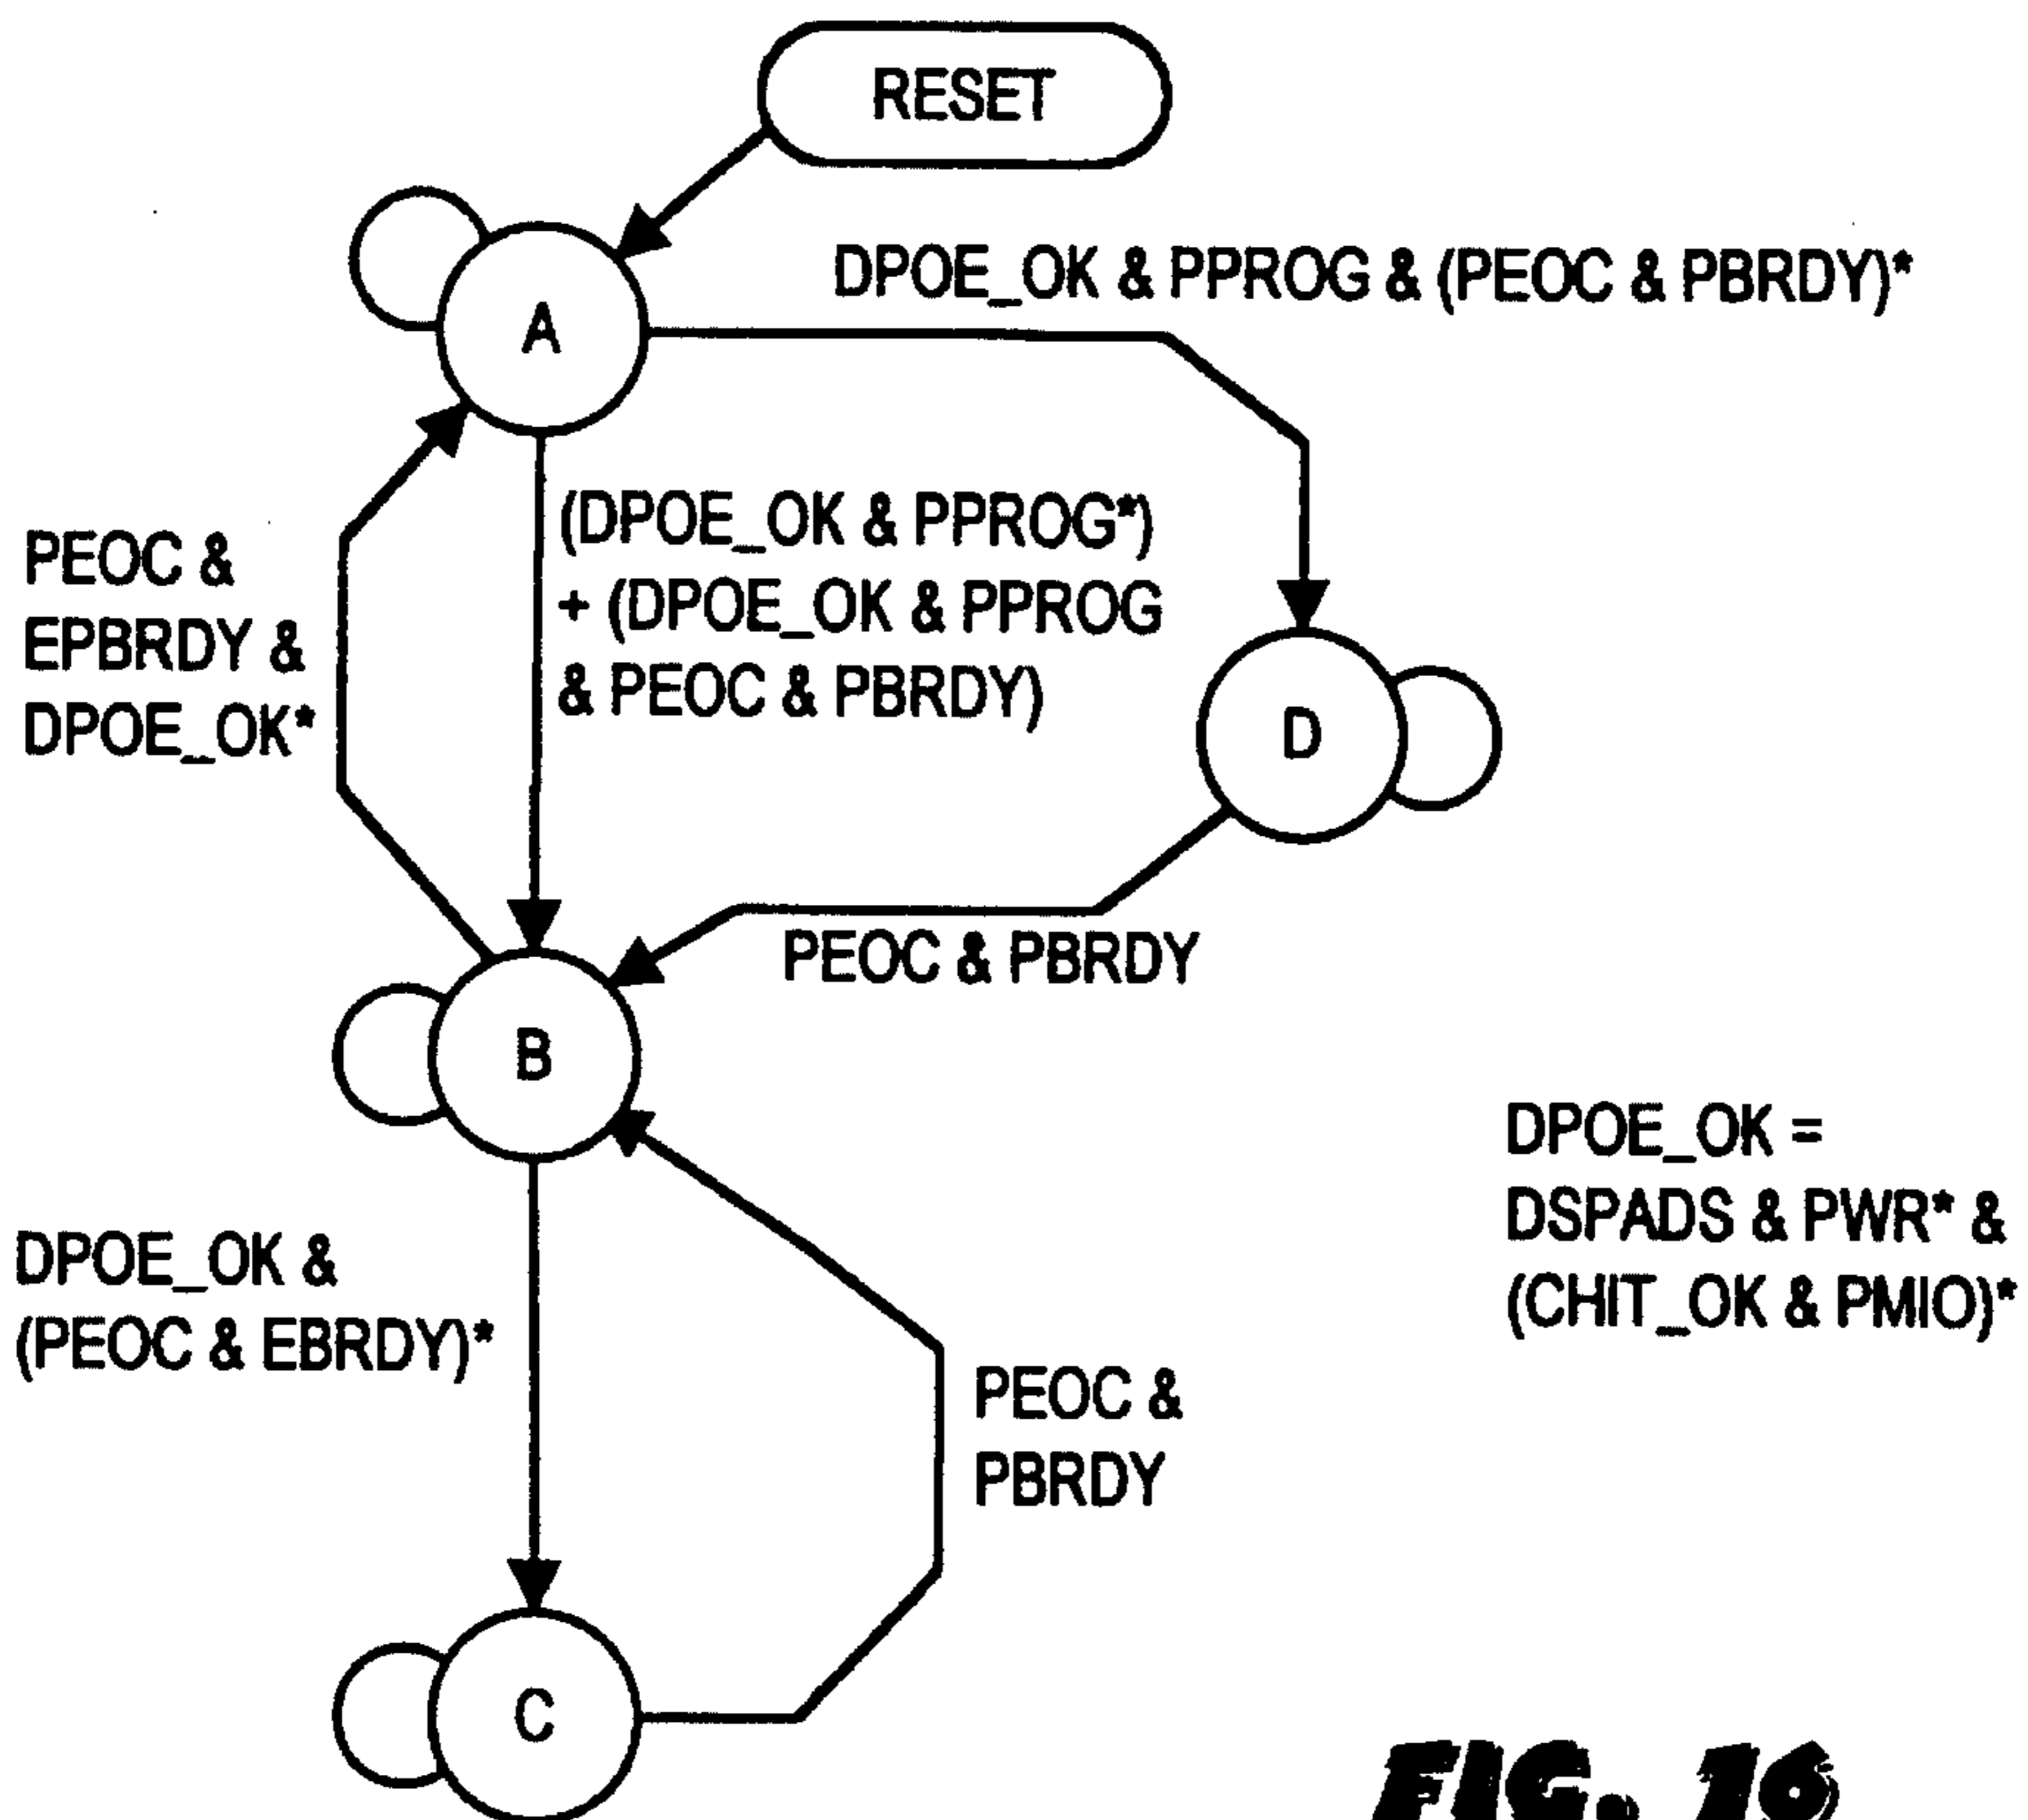 RESET
DPOE_OK & PPROG & (PEOC & PBRDY)*
A
(DPOE_OK & PPROG*)
+ (DPOE_OK & PPROG
& PEOC & PBRDY)
PEOC &
EPBRDY &
DPOE_OK*
D
PEOC & PBRDY
B
DPOE_OK =
DSPADS & PWR* &
(CHIT_OK & PMIO)*
DPOE_OK &
(PEOC & EBRDY)*
PEOC &
PBRDY
C
FIG. 16